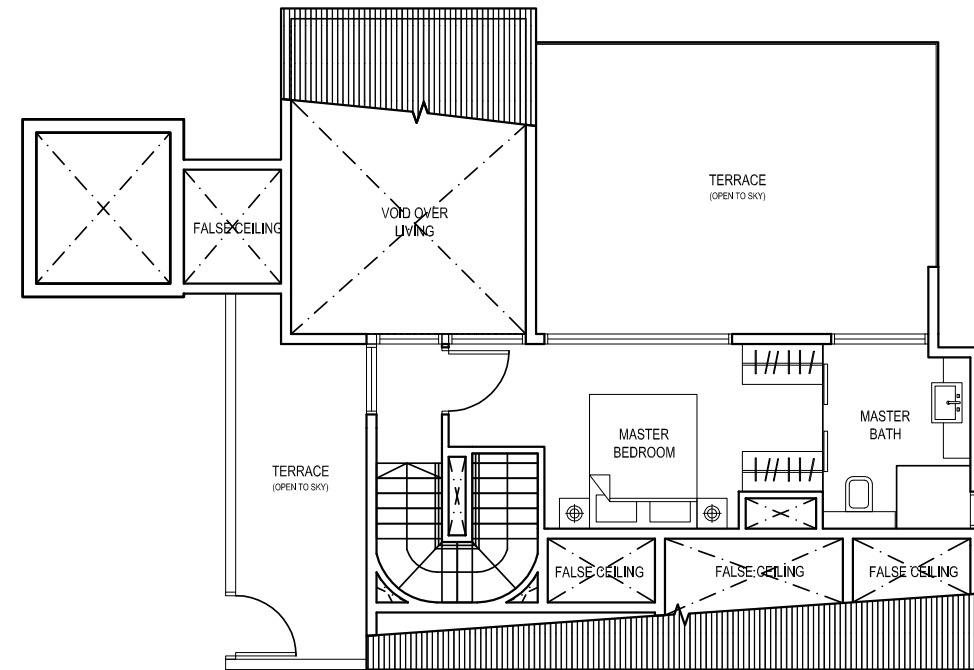 TERRACE
(OPEN TO SKY)
VOID OVER
LIVING
FALSE CEILING
MASTER
BATH
MASTER
BEDROOM
TERRACE
(OPEN TO SKY)
FALSE CEILING
FALSE CEILING
FALSE CEILING